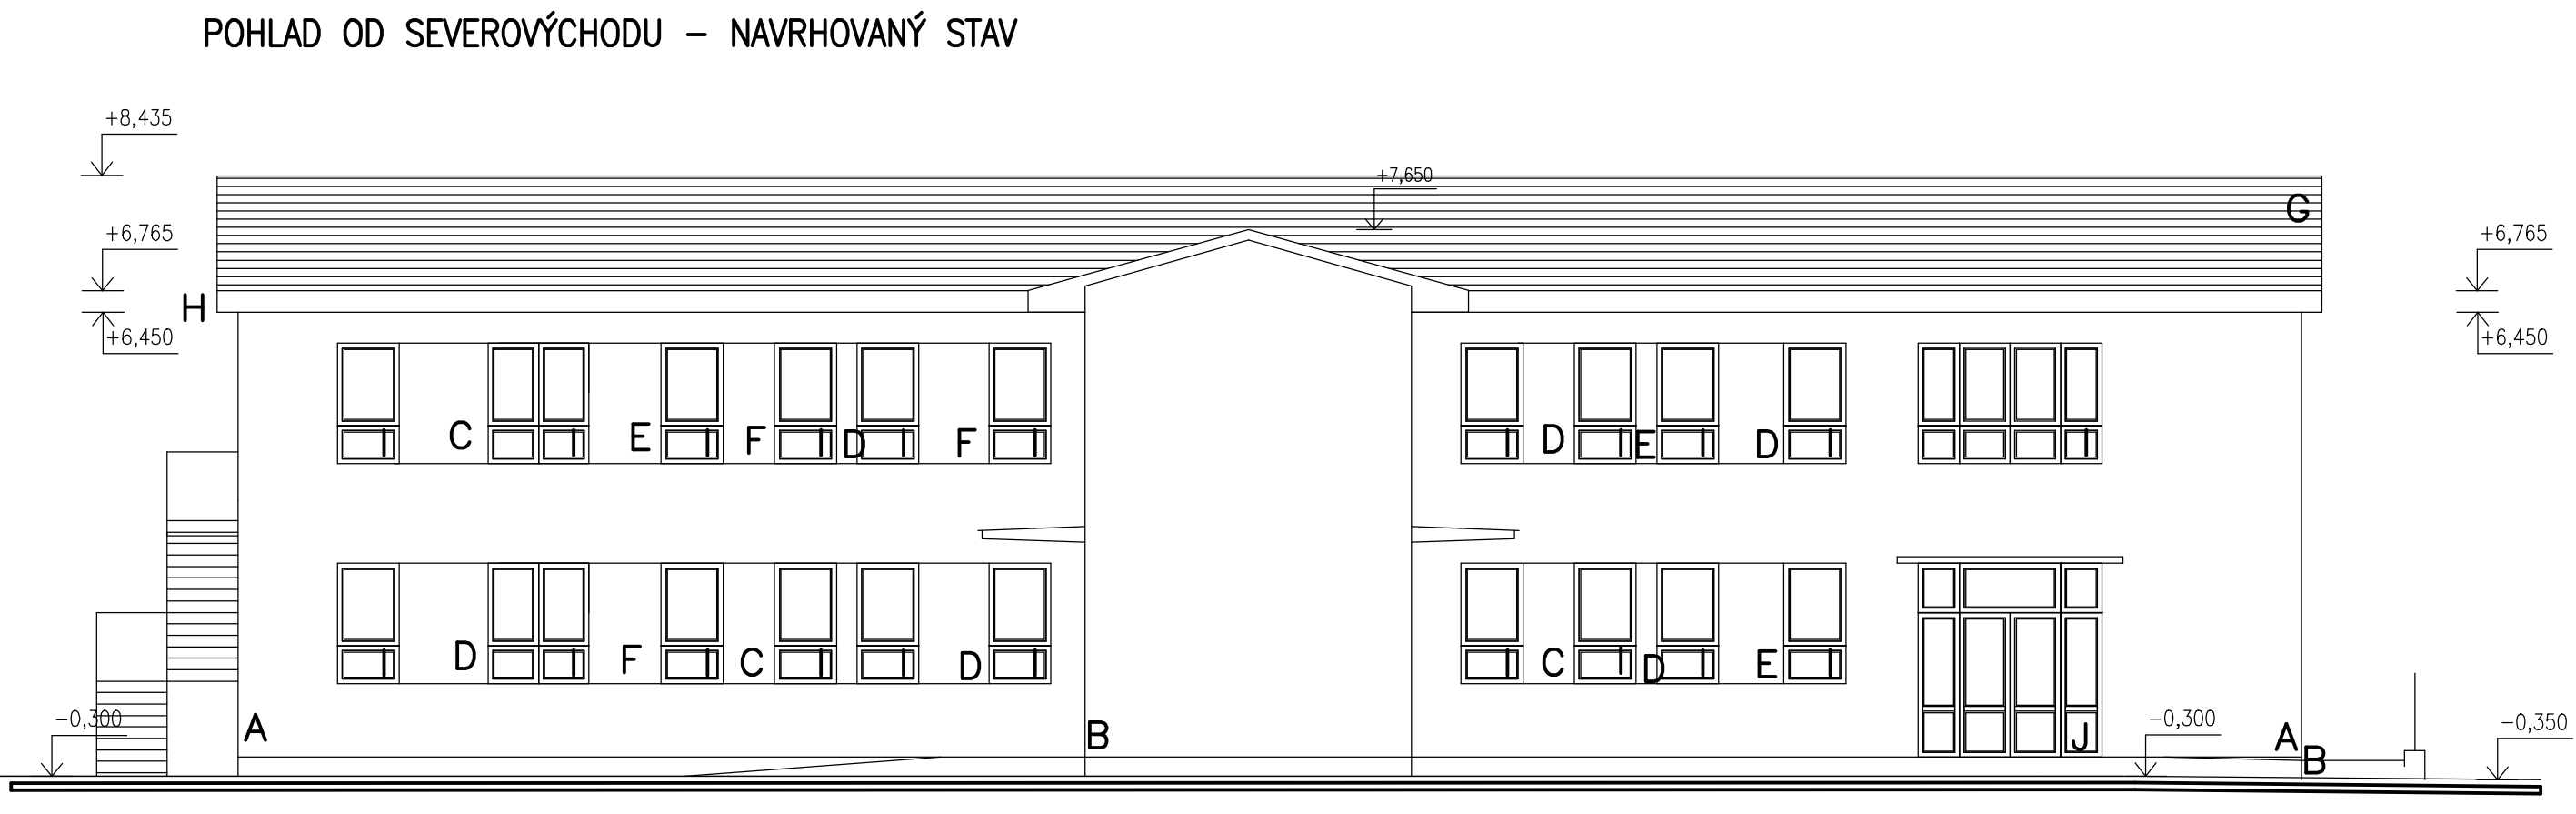 POHLAD OD SEVEROVÝCHODU – NAVRHOVANÝ STAV
+8,435
+7,650
G
+6,765
+6,765
H
+6,450
+6,450
I C I E I F I D I F I I D I E I D I I
I D I F I C I I D I I C I D I E I
-0,300 A B J -0,300 A B -0,350